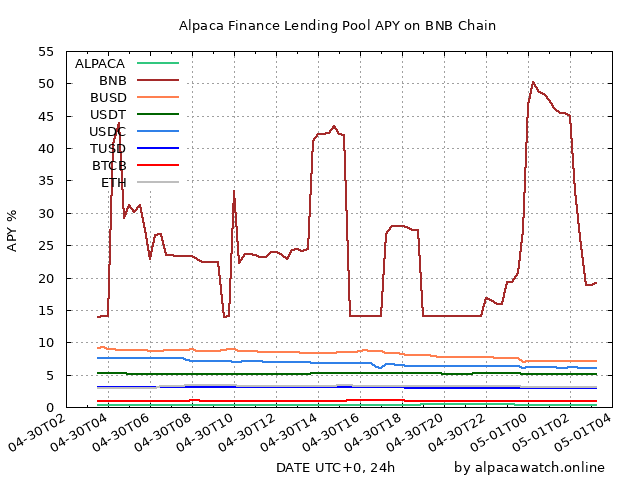 Alpaca Finance Lending Pool APY on BNB Chain
55
50
45
40
35
30
25
20
15
10
5
0
APY %
ALPACA
BNB
BUSD
USDT
USDC
TUSD
BTCB
ETH
04-30T02
04-30T04
04-30T06
04-30T08
04-30T10
04-30T12
04-30T14
04-30T16
04-30T18
04-30T20
04-30T22
05-01T00
05-01T02
05-01T04
DATE UTC+0, 24h
by alpacawatch.online